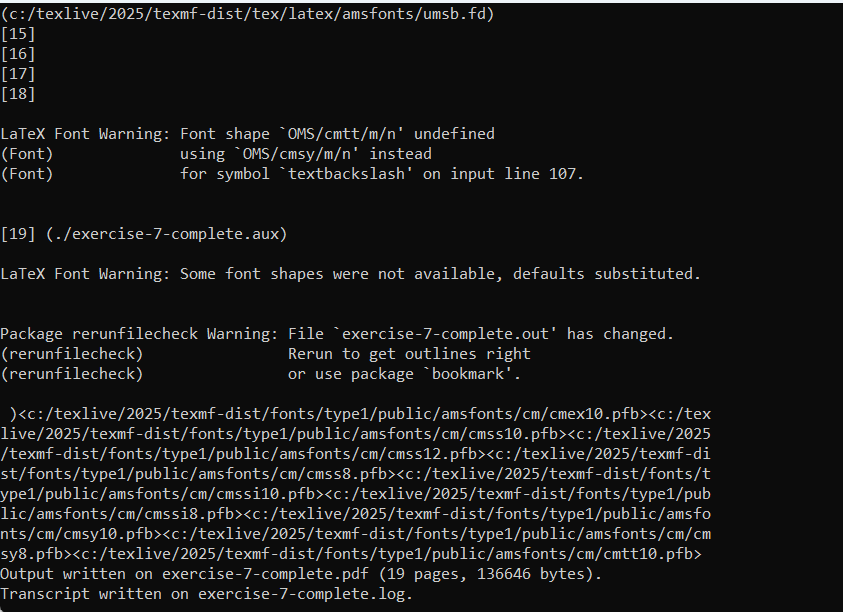 (c:/texlive/2025/texmf-dist/tex/latex/amsfonts/umsb.fd)
[15]
[16]
[17]
[18]
LaTeX Font Warning: Font shape `OMS/cmtt/m/n' undefined
(Font)              using `OMS/cmsy/m/n' instead
(Font)              for symbol `textbackslash' on input line 107.
[19] (./exercise-7-complete.aux)
LaTeX Font Warning: Some font shapes were not available, defaults substituted.
Package rerunfilecheck Warning: File `exercise-7-complete.out' has changed.
(rerunfilecheck)                Rerun to get outlines right
(rerunfilecheck)                or use package `bookmark'.
 )<c:/texlive/2025/texmf-dist/fonts/type1/public/amsfonts/cm/cmex10.pfb><c:/tex
live/2025/texmf-dist/fonts/type1/public/amsfonts/cm/cmss10.pfb><c:/texlive/2025
/texmf-dist/fonts/type1/public/amsfonts/cm/cmss12.pfb><c:/texlive/2025/texmf-di
st/fonts/type1/public/amsfonts/cm/cmss8.pfb><c:/texlive/2025/texmf-dist/fonts/t
ype1/public/amsfonts/cm/cmssi10.pfb><c:/texlive/2025/texmf-dist/fonts/type1/pub
lic/amsfonts/cm/cmssi8.pfb><c:/texlive/2025/texmf-dist/fonts/type1/public/amsfo
nts/cm/cmsy10.pfb><c:/texlive/2025/texmf-dist/fonts/type1/public/amsfonts/cm/cm
sy8.pfb><c:/texlive/2025/texmf-dist/fonts/type1/public/amsfonts/cm/cmtt10.pfb>
Output written on exercise-7-complete.pdf (19 pages, 136646 bytes).
Transcript written on exercise-7-complete.log.